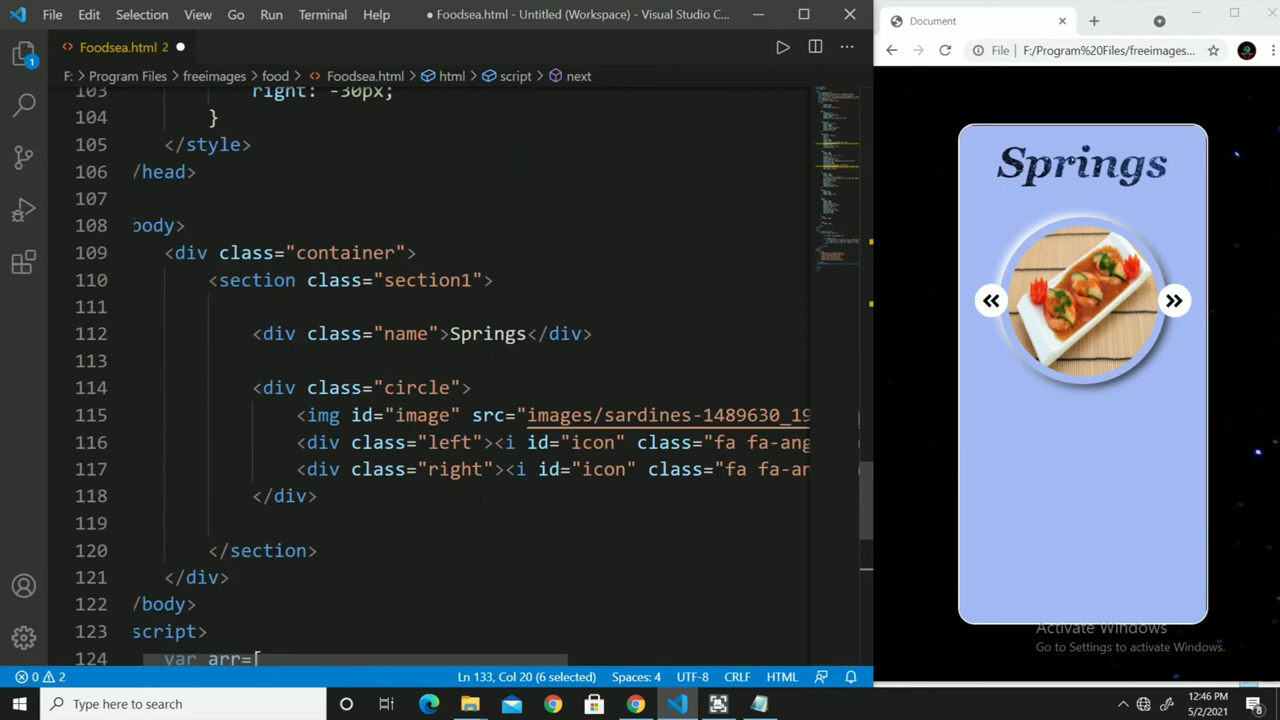 File Edit Selection View Go Run Terminal Help
● Foodsea.html - Untitled (Workspace) - Visual Studio C...
Foodsea.html 2
F: > Program Files > freeimages > food > Foodsea.html > html > script > next
103 right: -30px;
104 }
105 </style>
106 /head>
107
108 body>
109 <div class="container">
110 <section class="section1">
111
112 <div class="name">Springs</div>
113
114 <div class="circle">
115 <img id="image" src="images/sardines-1489630_19
116 <div class="left"><i id="icon" class="fa fa-ang
117 <div class="right"><i id="icon" class="fa fa-an
118 </div>
119
120 </section>
121 </div>
122 /body>
123 script>
124 var arr=[
1
0 2
Ln 133, Col 20 (6 selected) Spaces: 4 UTF-8 CRLF HTML
Document
File F:/Program%20Files/freeimages...
Springs
Activate Windows
Go to Settings to activate Windows.
Type here to search
12:46 PM
5/2/2021
8